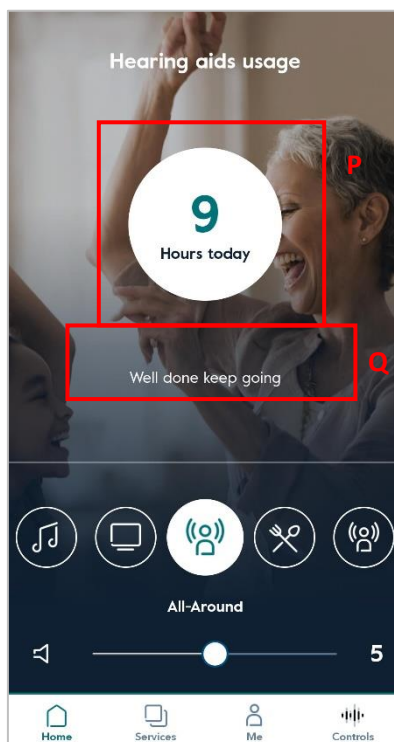 Hearing aids usage
P
9
Hours today
Q
Well done keep going
All-Around
5
Home Services Me Controls